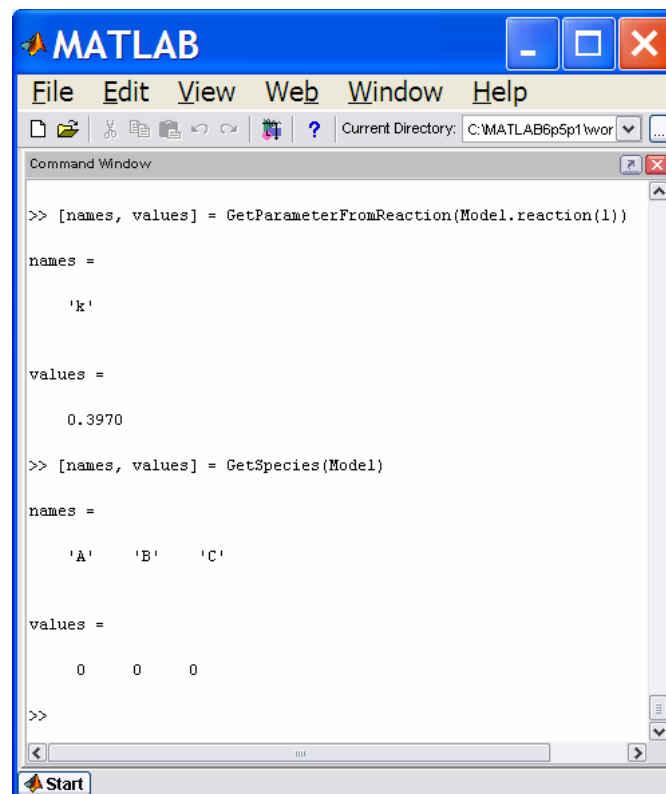 MATLAB
File Edit View Web Window Help
? Current Directory: C:\MATLAB6p5p1\wor ...
Command Window
>> [names, values] = GetParameterFromReaction(Model.reaction(1))
names =
'k'
values =
0.3970
>> [names, values] = GetSpecies(Model)
names =
'A' 'B' 'C'
values =
0 0 0
>>
Start